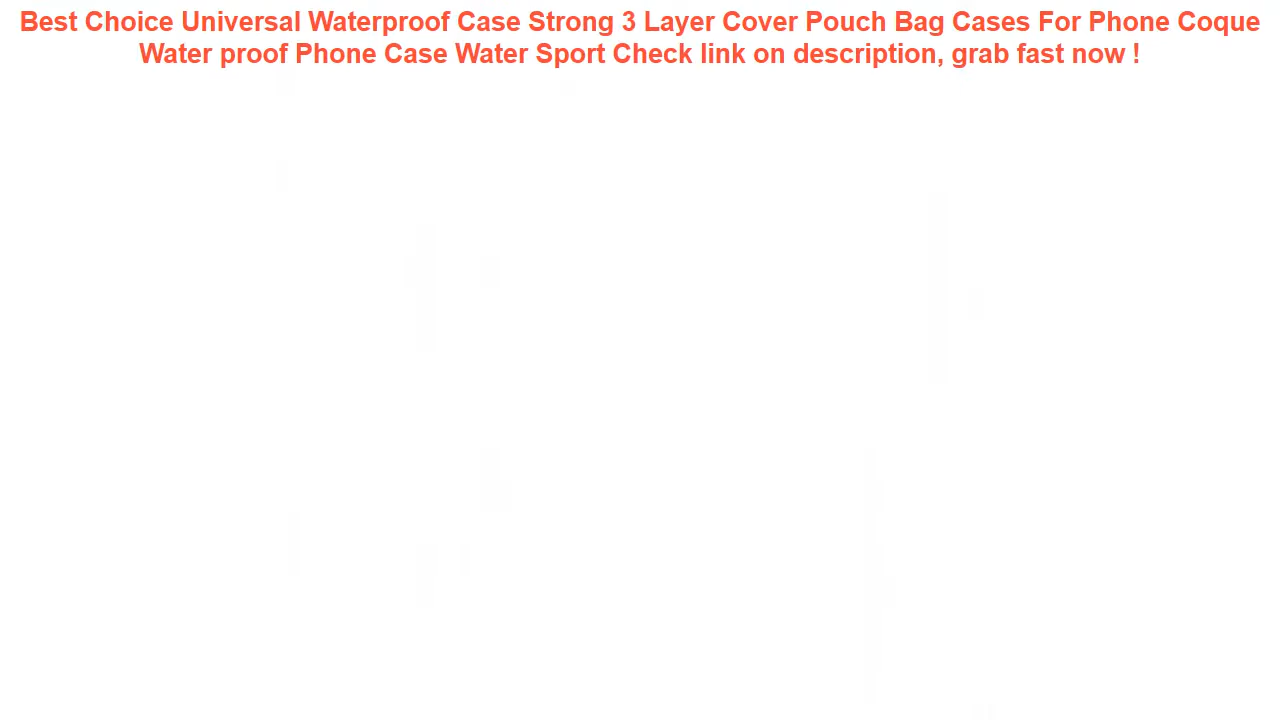 Best Choice Universal Waterproof Case Strong 3 Layer Cover Pouch Bag Cases For Phone Coque
Water proof Phone Case Water Sport Check link on description, grab fast now !